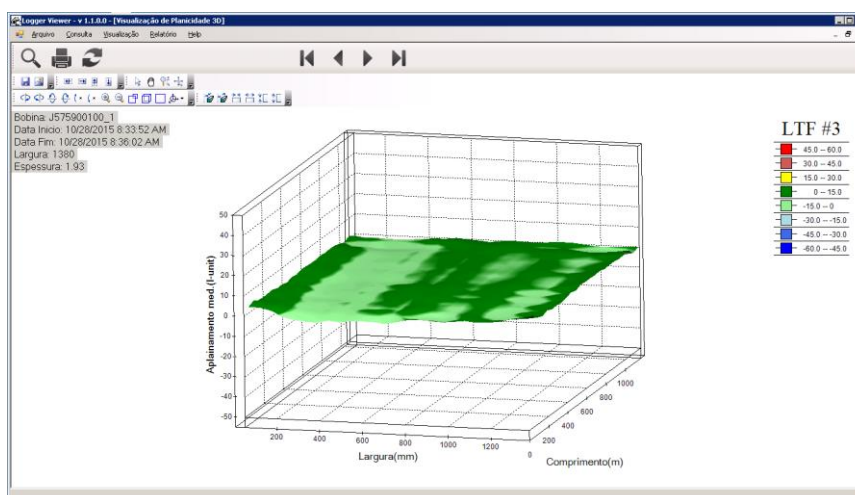 Logger Viewer - v 1.1.0.0 - [Visualização de Planicidade 3D]
Arquivo Consulta Visualização Relatório Help
Bobina: J575900100_1
Data Inicio: 10/28/2015 8:33:52 AM
Data Fim: 10/28/2015 8:36:02 AM
Largura: 1380
Espessura: 1.93
LTF #3
45.0 -- 60.0
30.0 -- 45.0
15.0 -- 30.0
0 -- 15.0
-15.0 -- 0
-30.0 -- -15.0
-45.0 -- -30.0
-60.0 -- -45.0
Aplainamento med.(I-unit)
50
40
30
20
10
0
-10
-20
-30
-40
-50
200 400 600 800 1000 1200
Largura(mm)
0 200 400 600 800 1000
Comprimento(m)